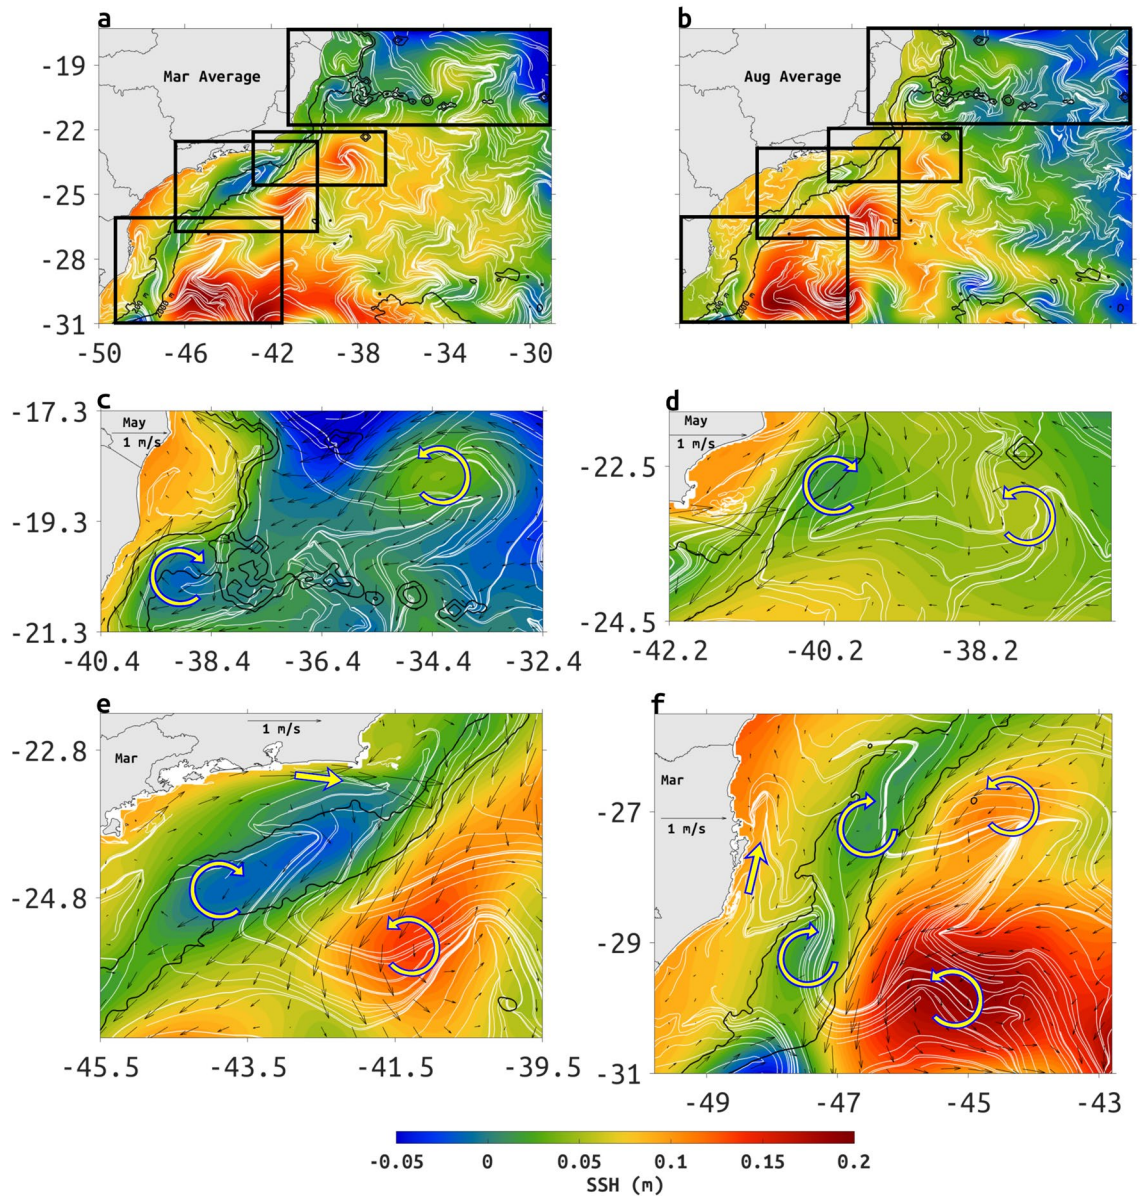 a
b
-19
-22
-25
-28
-31
-50
-46
-42
-38
-34
-30
Mar Average
Aug Average
c
-17.3
-19.3
-21.3
-40.4
-38.4
-36.4
-34.4
-32.4
May
1 m/s
d
-22.5
-24.5
-42.2
-40.2
-38.2
May
1 m/s
e
-22.8
-24.8
-45.5
-43.5
-41.5
-39.5
Mar
1 m/s
f
-27
-29
-31
-49
-47
-45
-43
Mar
1 m/s
-0.05
0
0.05
0.1
0.15
0.2
SSH (m)